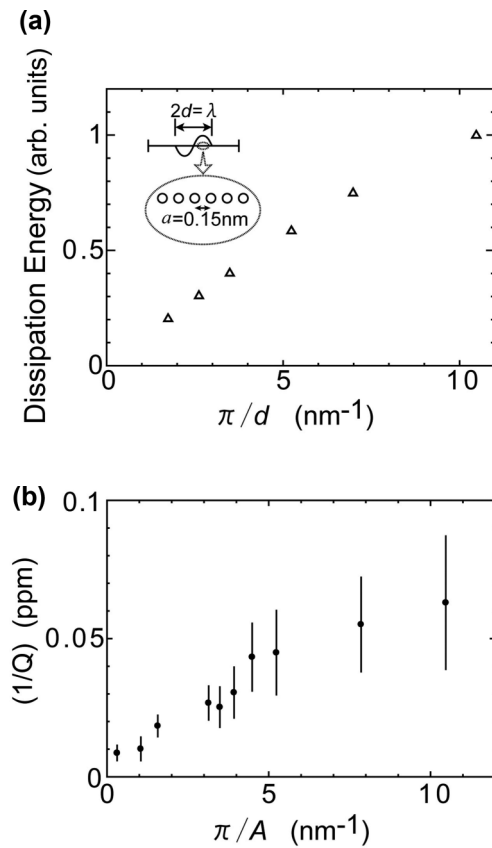 (a)
Dissipation Energy (arb. units)
1
0.5
0
2d=λ
a=0.15nm
0 5 10
π/d (nm-1)
(b)
(1/Q) (ppm)
0.1
0.05
0
0 5 10
π/A (nm-1)